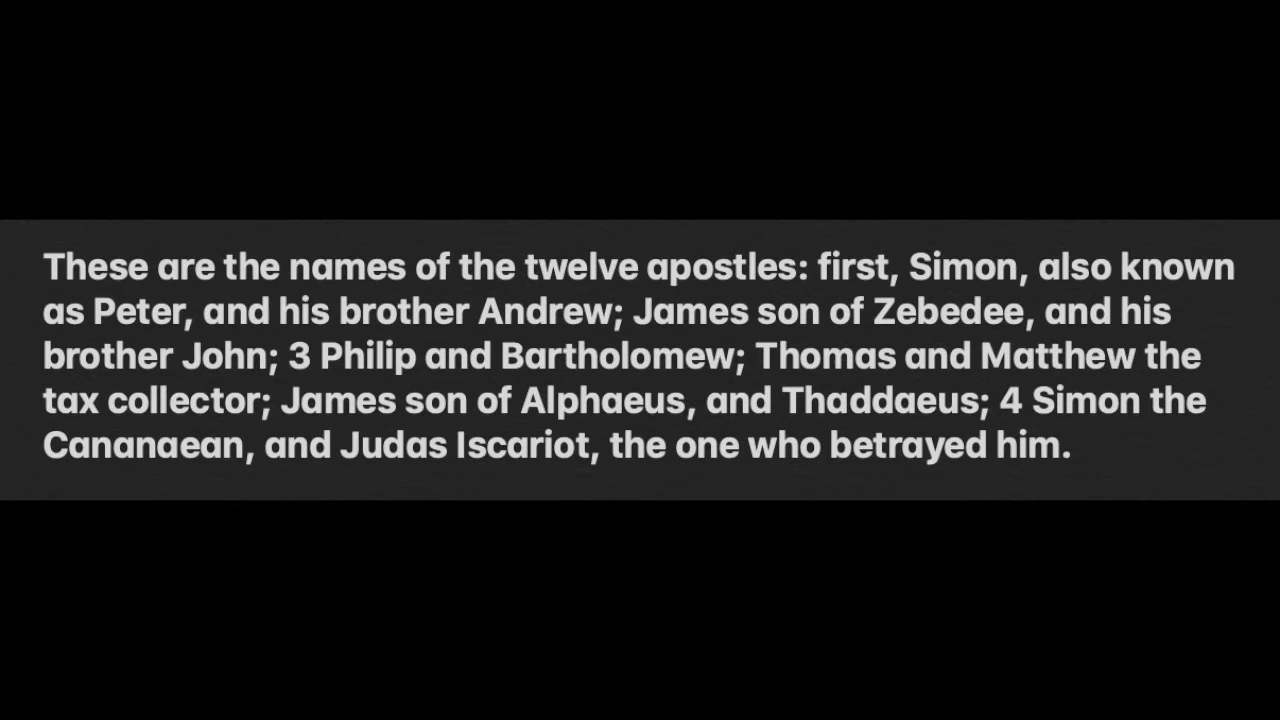 These are the names of the twelve apostles: first, Simon, also known
as Peter, and his brother Andrew; James son of Zebedee, and his
brother John; 3 Philip and Bartholomew; Thomas and Matthew the
tax collector; James son of Alphaeus, and Thaddaeus; 4 Simon the
Cananaean, and Judas Iscariot, the one who betrayed him.